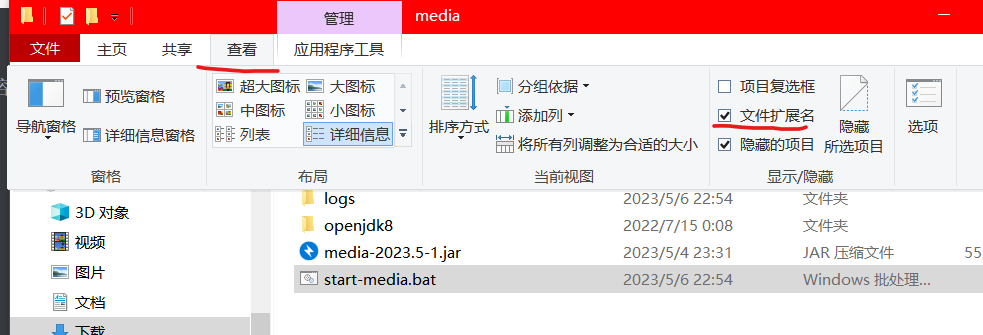 管理
media
文件
主页
共享
查看
应用程序工具
导航窗格
预览窗格
详细信息窗格
窗格
超大图标
大图标
中图标
小图标
列表
详细信息
布局
排序方式
分组依据
添加列
将所有列调整为合适的大小
当前视图
项目复选框
文件扩展名
隐藏的项目
隐藏
所选项目
显示/隐藏
选项
3D 对象
视频
图片
文档
下载
logs 2023/5/6 22:54 文件夹
openjdk8 2022/7/15 0:08 文件夹
media-2023.5-1.jar 2023/5/4 23:31 JAR 压缩文件 55
start-media.bat 2023/5/6 22:54 Windows 批处理...